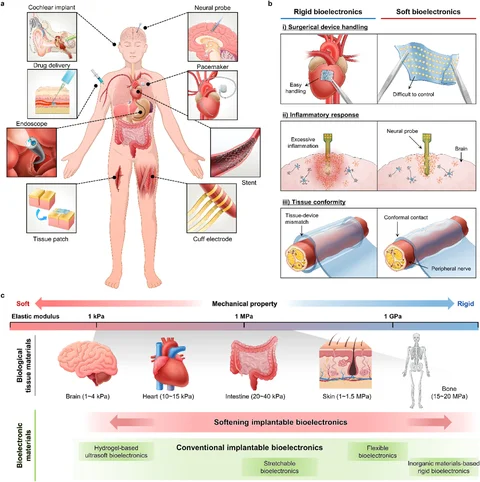 a
Cochlear implant
Neural probe
Drug delivery
Pacemaker
Endoscope
Stent
Tissue patch
Cuff electrode
b
Rigid bioelectronics
Soft bioelectronics
i) Surgerical device handling
Easy
handling
Difficult to control
ii) Inflammatory response
Excessive
inflammation
Neural probe
Brain
iii) Tissue conformity
Tissue-device
mismatch
Conformal contact
Peripheral nerve
c
Soft
Mechanical property
Rigid
Elastic modulus
1 kPa
1 MPa
1 GPa
Biological
tissue materials
Brain (1~4 kPa)
Heart (10~15 kPa)
Intestine (20~40 kPa)
Skin (1~1.5 MPa)
Bone
(15~20 MPa)
Bioelectronic
materials
Softening implantable bioelectronics
Hydrogel-based
ultrasoft bioelectronics
Conventional implantable bioelectronics
Flexible
bioelectronics
Stretchable
bioelectronics
Inorganic materials-based
rigid bioelectronics